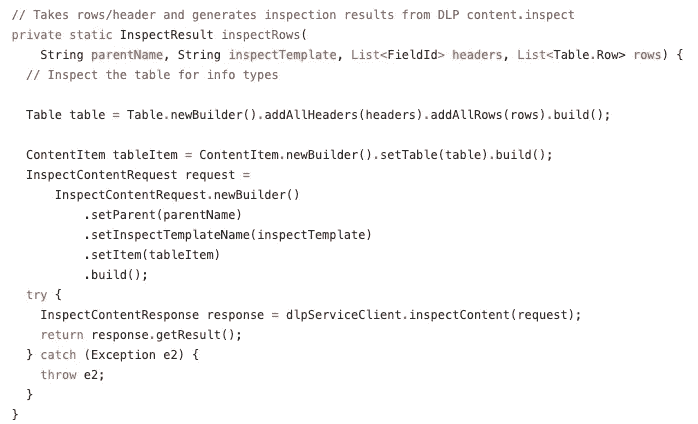 // Takes rows/header and generates inspection results from DLP content.inspect
private static InspectResult inspectRows(
    String parentName, String inspectTemplate, List<FieldId> headers, List<Table.Row> rows) {
  // Inspect the table for info types

  Table table = Table.newBuilder().addAllHeaders(headers).addAllRows(rows).build();

  ContentItem tableItem = ContentItem.newBuilder().setTable(table).build();
  InspectContentRequest request =
      InspectContentRequest.newBuilder()
          .setParent(parentName)
          .setInspectTemplateName(inspectTemplate)
          .setItem(tableItem)
          .build();
  try {
    InspectContentResponse response = dlpServiceClient.inspectContent(request);
    return response.getResult();
  } catch (Exception e2) {
    throw e2;
  }
}